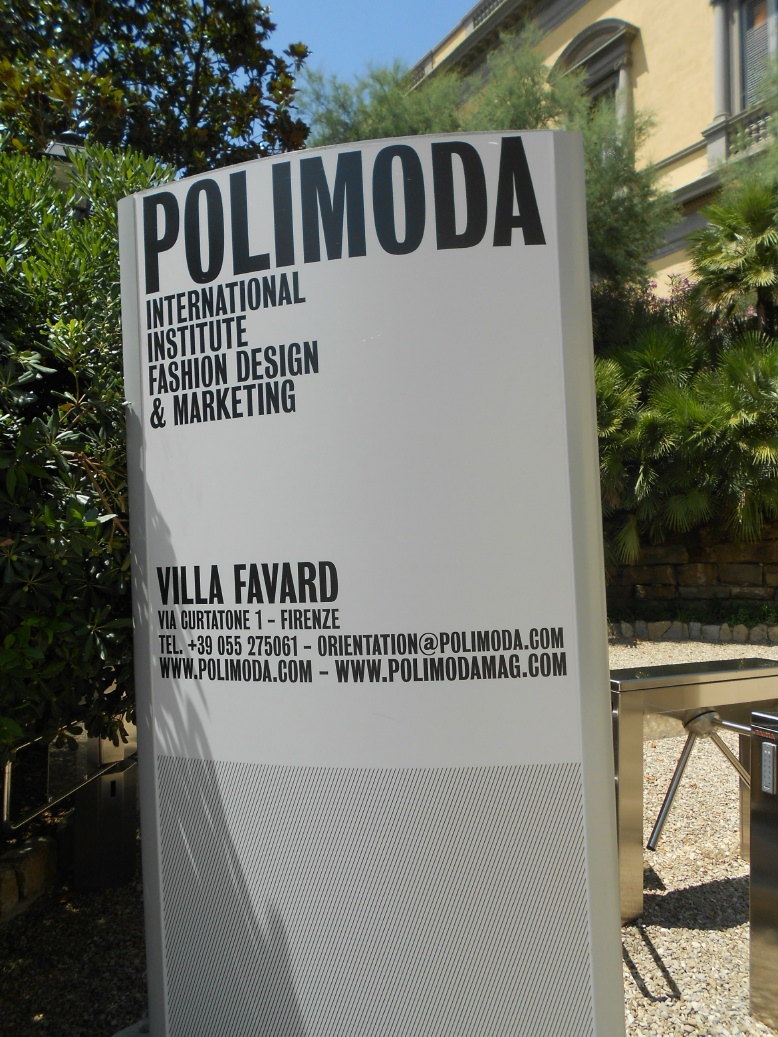 POLIMODA
INTERNATIONAL
INSTITUTE
FASHION DESIGN
& MARKETING
VILLA FAVARD
VIA CURTATONE 1 - FIRENZE
TEL. +39 055 275061 - ORIENTATION@POLIMODA.COM
WWW.POLIMODA.COM - WWW.POLIMODAMAG.COM